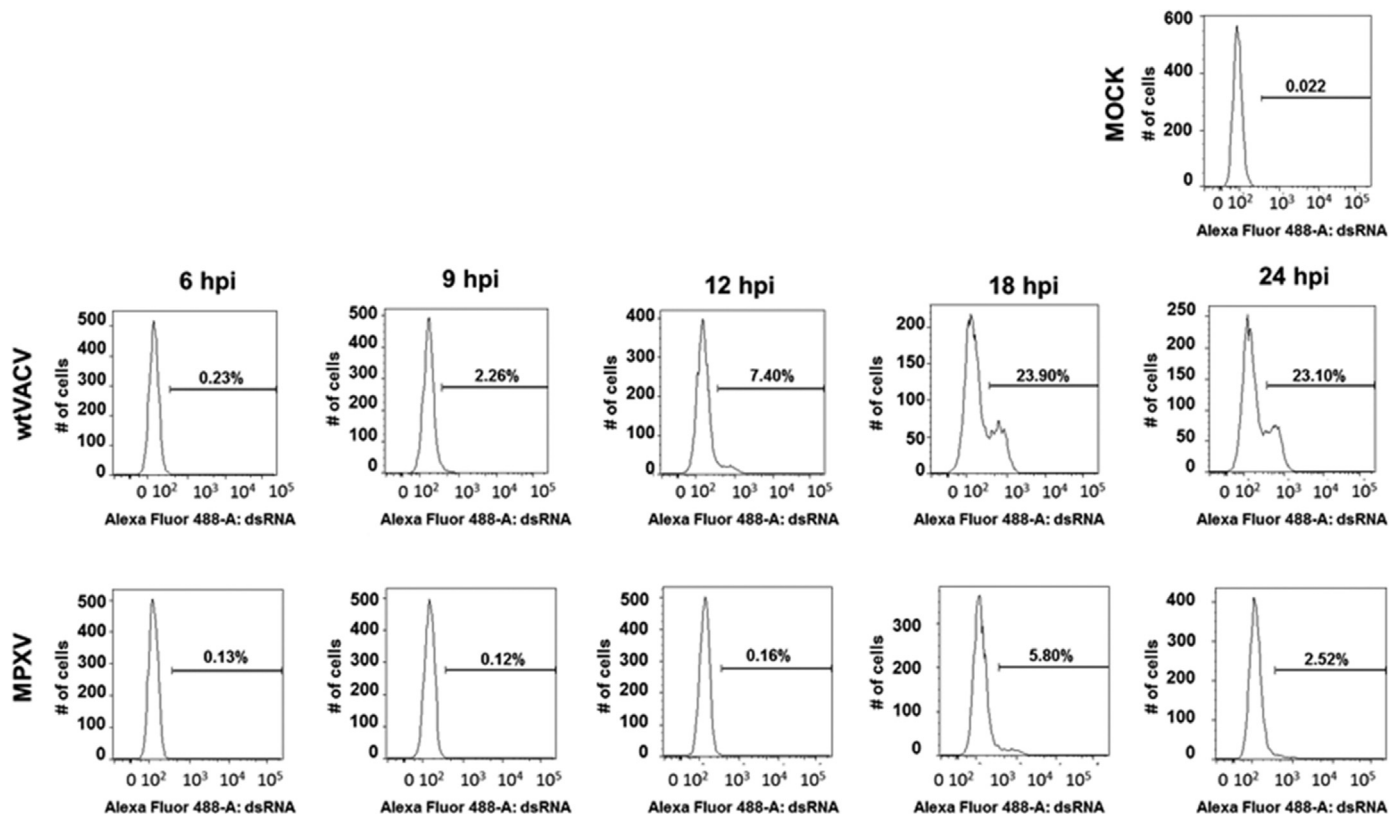 600
400
200
0
MOCK
# of cells
0.022
0 102 103 104 105
Alexa Fluor 488-A: dsRNA
6 hpi
9 hpi
12 hpi
18 hpi
24 hpi
wtVACV
# of cells
500
400
300
200
100
0
0.23%
0 102 103 104 105
Alexa Fluor 488-A: dsRNA
# of cells
500
400
300
200
100
0
2.26%
0 102 103 104 105
Alexa Fluor 488-A: dsRNA
# of cells
400
300
200
100
0
7.40%
0 102 103 104 105
Alexa Fluor 488-A: dsRNA
# of cells
200
150
100
50
0
23.90%
0 102 103 104 105
Alexa Fluor 488-A: dsRNA
# of cells
250
200
150
100
50
0
23.10%
0 102 103 104 105
Alexa Fluor 488-A: dsRNA
MPXV
# of cells
500
400
300
200
100
0
0.13%
0 102 103 104 105
Alexa Fluor 488-A: dsRNA
# of cells
500
400
300
200
100
0
0.12%
0 102 103 104 105
Alexa Fluor 488-A: dsRNA
# of cells
500
400
300
200
100
0
0.16%
0 102 103 104 105
Alexa Fluor 488-A: dsRNA
# of cells
300
200
100
0
5.80%
0 102 103 104 105
Alexa Fluor 488-A: dsRNA
# of cells
400
300
200
100
0
2.52%
0 102 103 104 105
Alexa Fluor 488-A: dsRNA